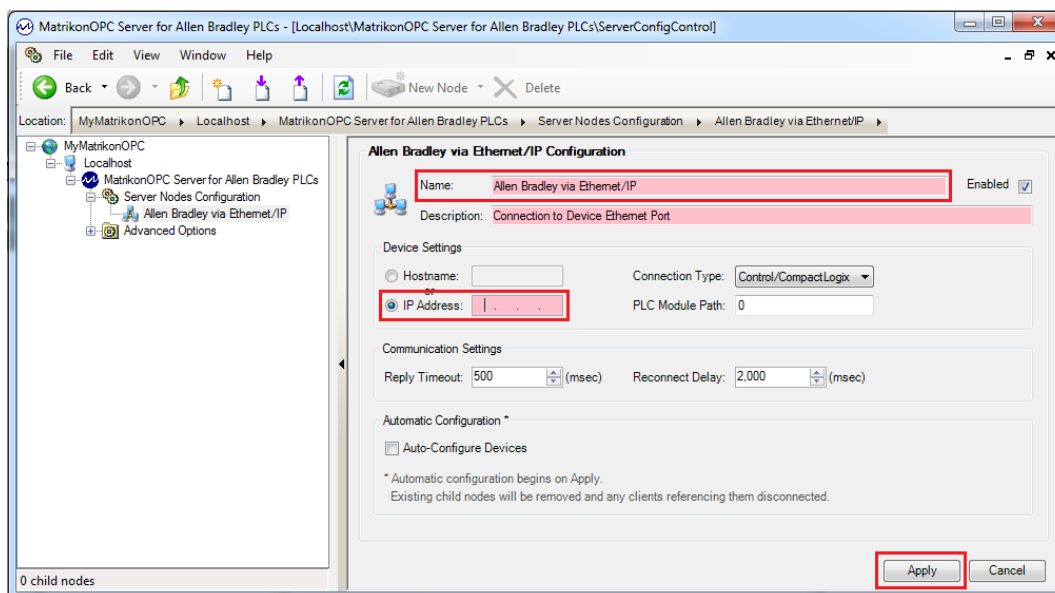 MatrikonOPC Server for Allen Bradley PLCs - [Localhost\MatrikonOPC Server for Allen Bradley PLCs\ServerConfigControl]
File Edit View Window Help
Back New Node Delete
Location: MyMatrikonOPC Localhost MatrikonOPC Server for Allen Bradley PLCs Server Nodes Configuration Allen Bradley via Ethernet/IP
MyMatrikonOPC
Localhost
MatrikonOPC Server for Allen Bradley PLCs
Server Nodes Configuration
Allen Bradley via Ethernet/IP
Advanced Options
Allen Bradley via Ethernet/IP Configuration
Name: Allen Bradley via Ethernet/IP Enabled
Description: Connection to Device Ethernet Port
Device Settings
Hostname: Connection Type: Control/CompactLogix
or
IP Address: . . . PLC Module Path: 0
Communication Settings
Reply Timeout: 500 (msec) Reconnect Delay: 2,000 (msec)
Automatic Configuration *
Auto-Configure Devices
* Automatic configuration begins on Apply.
Existing child nodes will be removed and any clients referencing them disconnected.
Apply Cancel
0 child nodes